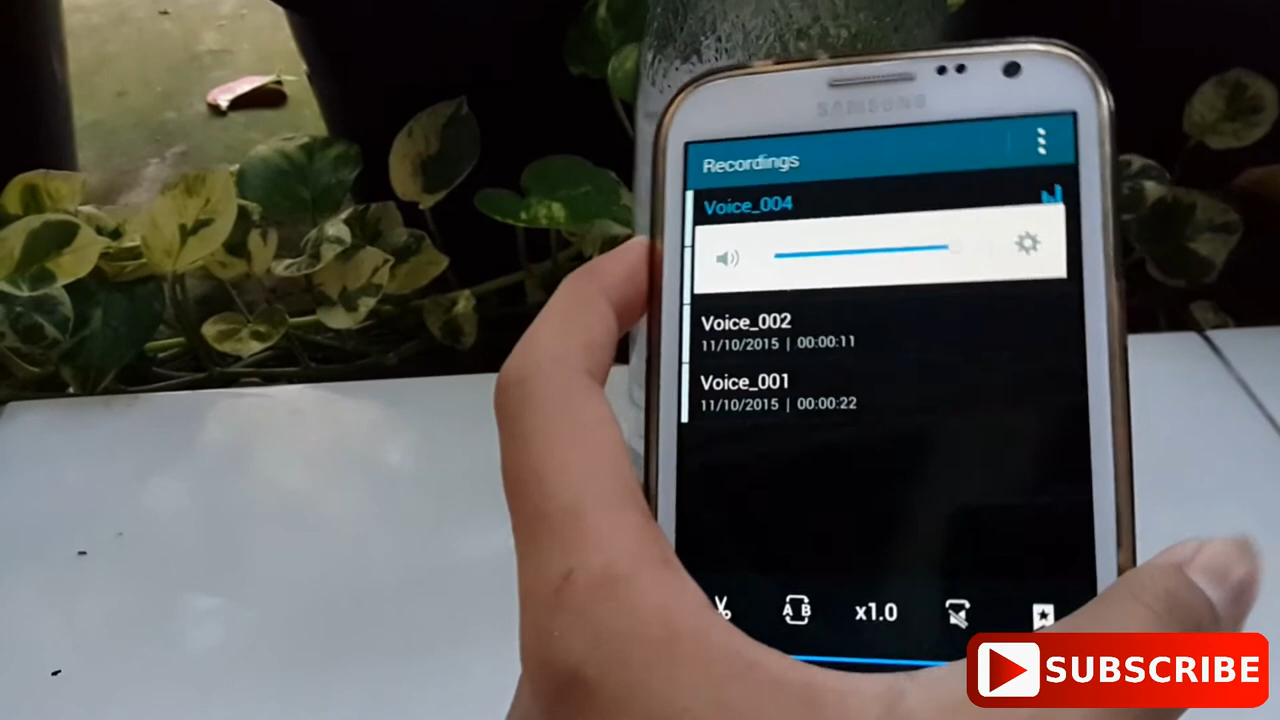 SAMSUNG
Recordings
Voice_004
Voice_002
11/10/2015 | 00:00:11
Voice_001
11/10/2015 | 00:00:22
A B
x1.0
SUBSCRIBE